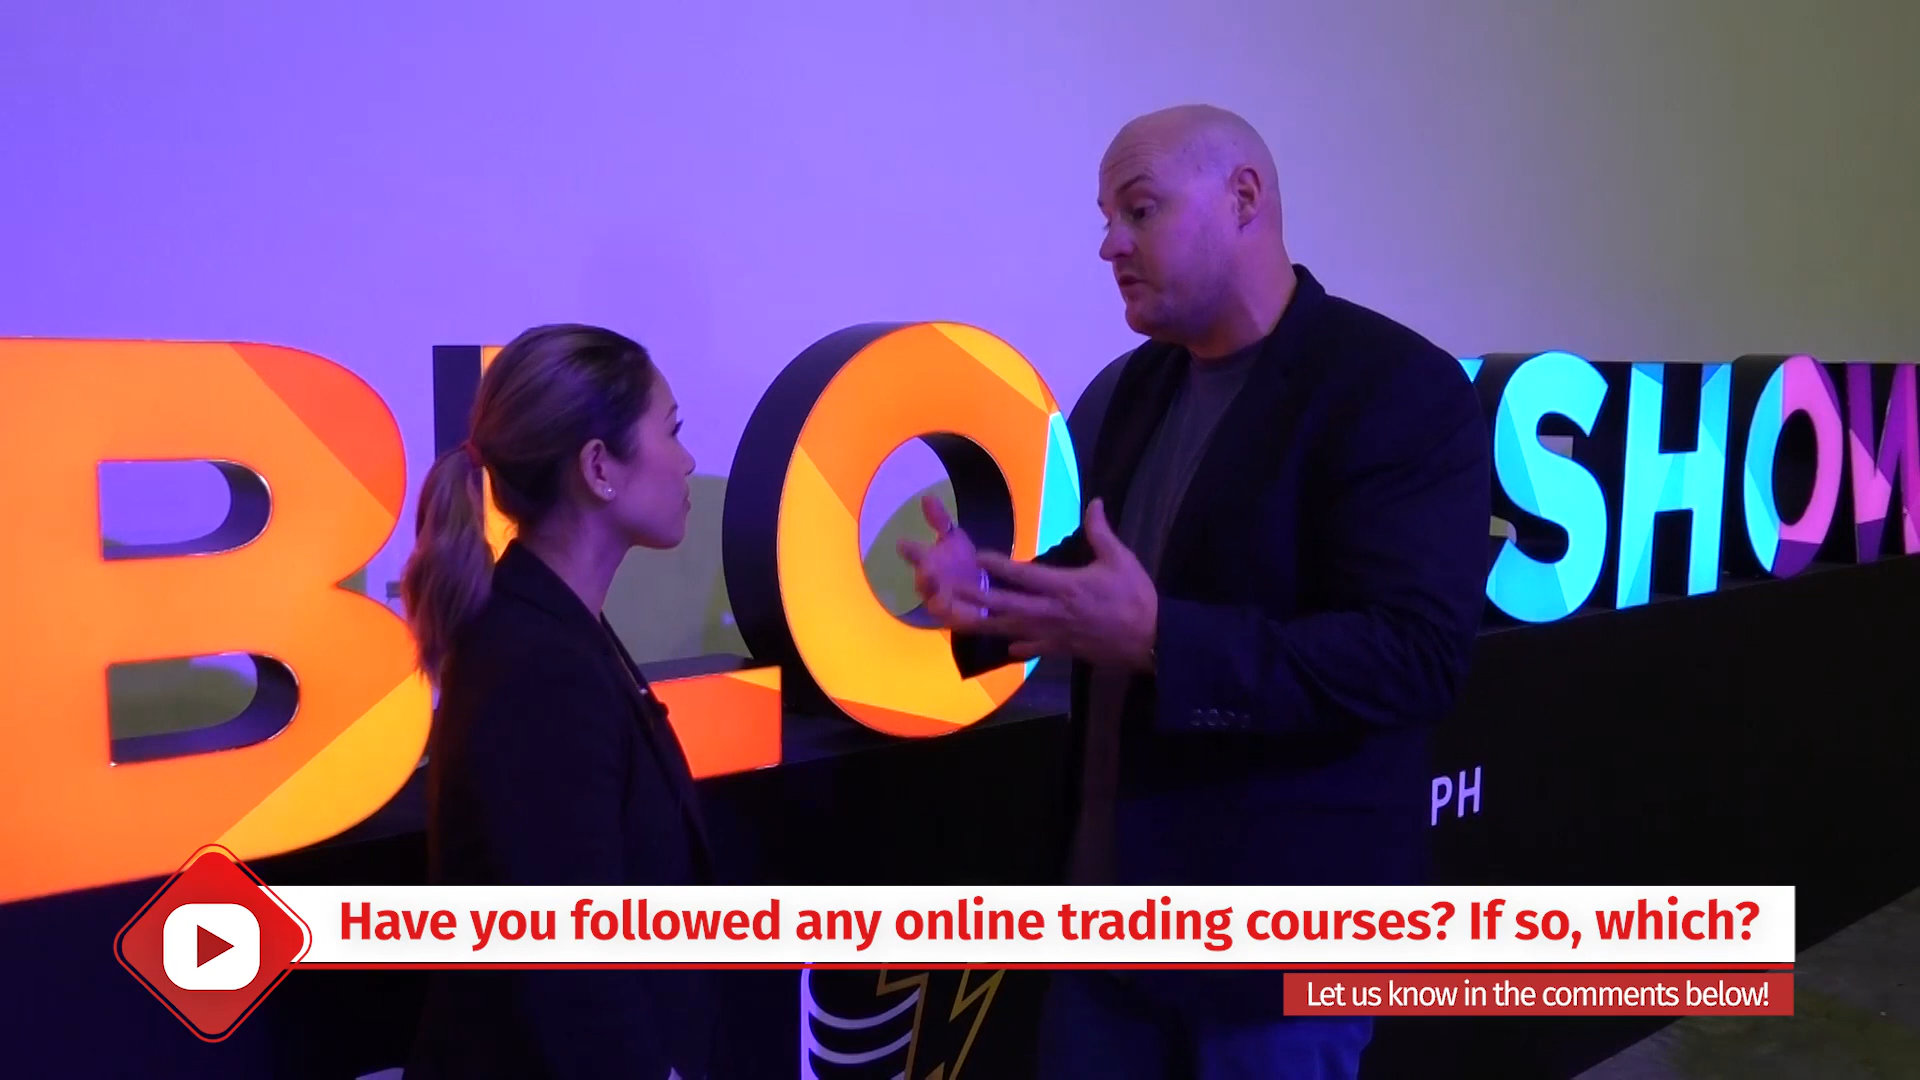 BLO SHOW
PH
Have you followed any online trading courses? If so, which?
Let us know in the comments below!